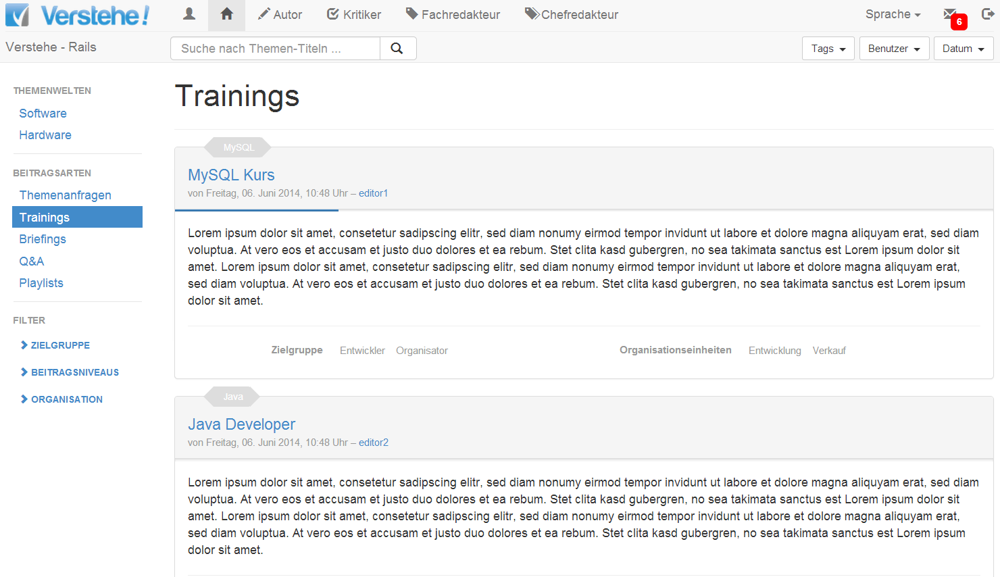 Verstehe!
Autor
Kritiker
Fachredakteur
Chefredakteur
Sprache
6
Verstehe - Rails
Suche nach Themen-Titeln ...
Tags
Benutzer
Datum
THEMENWELTEN
Software
Hardware
BEITRAGSARTEN
Themenanfragen
Trainings
Briefings
Q&A
Playlists
FILTER
ZIELGRUPPE
BEITRAGSNIVEAUS
ORGANISATION
Trainings
MySQL
MySQL Kurs
von Freitag, 06. Juni 2014, 10:48 Uhr – editor1
Lorem ipsum dolor sit amet, consetetur sadipscing elitr, sed diam nonumy eirmod tempor invidunt ut labore et dolore magna aliquyam erat, sed diam
voluptua. At vero eos et accusam et justo duo dolores et ea rebum. Stet clita kasd gubergren, no sea takimata sanctus est Lorem ipsum dolor sit
amet. Lorem ipsum dolor sit amet, consetetur sadipscing elitr, sed diam nonumy eirmod tempor invidunt ut labore et dolore magna aliquyam erat,
sed diam voluptua. At vero eos et accusam et justo duo dolores et ea rebum. Stet clita kasd gubergren, no sea takimata sanctus est Lorem ipsum
dolor sit amet.
Zielgruppe Entwickler Organisator
Organisationseinheiten Entwicklung Verkauf
Java
Java Developer
von Freitag, 06. Juni 2014, 10:48 Uhr – editor2
Lorem ipsum dolor sit amet, consetetur sadipscing elitr, sed diam nonumy eirmod tempor invidunt ut labore et dolore magna aliquyam erat, sed diam
voluptua. At vero eos et accusam et justo duo dolores et ea rebum. Stet clita kasd gubergren, no sea takimata sanctus est Lorem ipsum dolor sit
amet. Lorem ipsum dolor sit amet, consetetur sadipscing elitr, sed diam nonumy eirmod tempor invidunt ut labore et dolore magna aliquyam erat,
sed diam voluptua. At vero eos et accusam et justo duo dolores et ea rebum. Stet clita kasd gubergren, no sea takimata sanctus est Lorem ipsum
dolor sit amet.